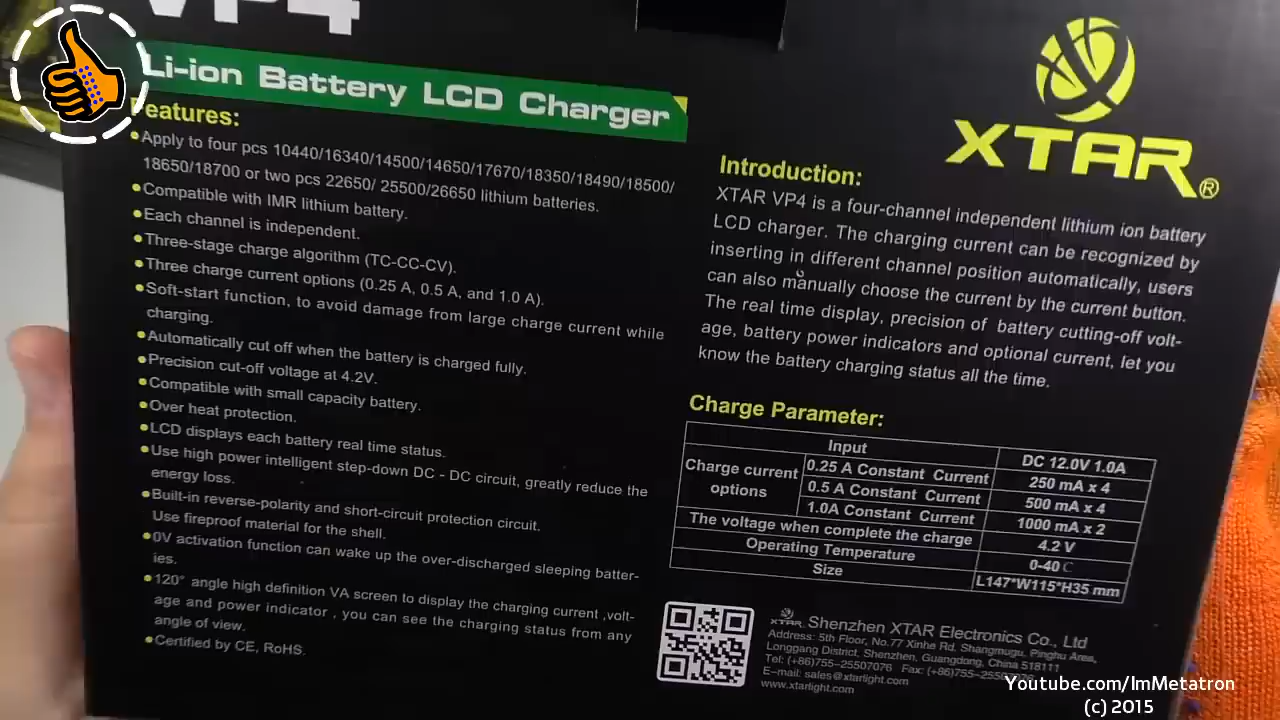 VP4
Li-ion Battery LCD Charger
Features:
Apply to four pcs 10440/16340/14500/14650/17670/18350/18490/18500/
18650/18700 or two pcs 22650/ 25500/26650 lithium batteries.
Compatible with IMR lithium battery.
Each channel is independent.
Three-stage charge algorithm (TC-CC-CV).
Three charge current options (0.25 A, 0.5 A, and 1.0 A).
Soft-start function, to avoid damage from large charge current while
charging.
Automatically cut off when the battery is charged fully.
Precision cut-off voltage at 4.2V.
Compatible with small capacity battery.
Over heat protection.
LCD displays each battery real time status.
Use high power intelligent step-down DC - DC circuit, greatly reduce the
energy loss.
Built-in reverse-polarity and short-circuit protection circuit.
Use fireproof material for the shell.
0V activation function can wake up the over-discharged sleeping batter-
ies.
120° angle high definition VA screen to display the charging current ,volt-
age and power indicator , you can see the charging status from any
angle of view.
Certified by CE, RoHS.
XTAR®
Introduction:
XTAR VP4 is a four-channel independent lithium ion battery
LCD charger. The charging current can be recognized by
inserting in different channel position automatically, users
can also manually choose the current by the current button.
The real time display, precision of battery cutting-off volt-
age, battery power indicators and optional current, let you
know the battery charging status all the time.
Charge Parameter:
Input DC 12.0V 1.0A
Charge current options
0.25 A Constant Current 250 mA x 4
0.5 A Constant Current 500 mA x 4
1.0A Constant Current 1000 mA x 2
The voltage when complete the charge 4.2 V
Operating Temperature 0-40 C
Size L147*W115*H35 mm
XTAR Shenzhen XTAR Electronics Co., Ltd
Address: 5th Floor, No.77 Xinhe Rd, Shangmugu, Pinghu Area,
Longgang District, Shenzhen, Guangdong, China 518111
Tel: (+86)755-25507076 Fax: (+86)755-
E-mail: sales@xtarlight.com
www.xtarlight.com
Youtube.com/ImMetatron
(c) 2015